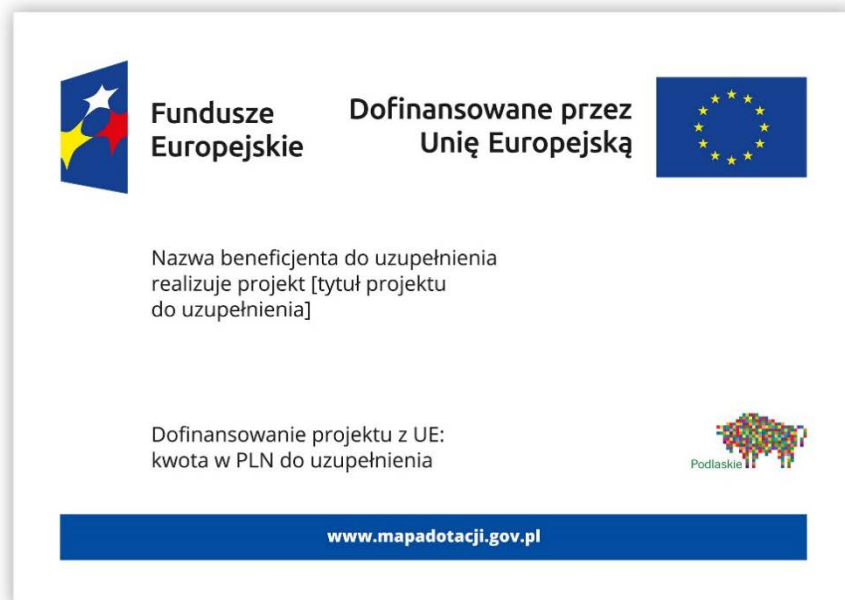 Fundusze
Europejskie
Dofinansowane przez
Unię Europejską
Nazwa beneficjenta do uzupełnienia
realizuje projekt [tytuł projektu
do uzupełnienia]
Dofinansowanie projektu z UE:
kwota w PLN do uzupełnienia
Podlaskie
www.mapadotacji.gov.pl